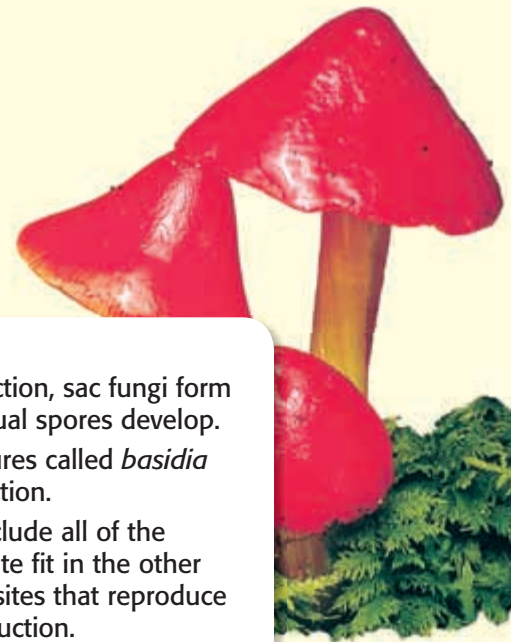 ction, sac fungi form
ual spores develop.
ures called basidia
tion.
clude all of the
te fit in the other
sites that reproduce
uction.